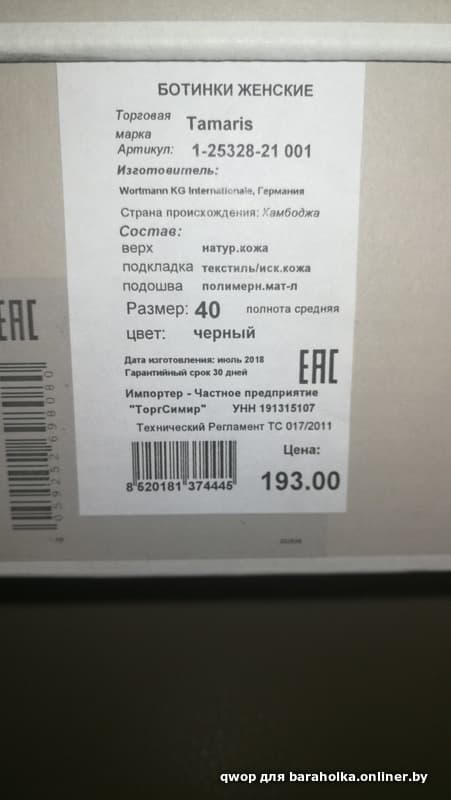 БОТИНКИ ЖЕНСКИЕ
Торговая марка Tamaris
Артикул: 1-25328-21 001
Изготовитель:
Wortmann KG Internationale, Германия
Страна происхождения: Камбоджа
Состав:
верх натур.кожа
подкладка текстиль/иск.кожа
подошва полимерн.мат-л
Размер: 40 полнота средняя
цвет: черный
Дата изготовления: июль 2018
Гарантийный срок 30 дней
EAC
Импортер - Частное предприятие
"ТоргСимир" УНН 191315107
Технический Регламент ТС 017/2011
Цена:
193.00
8 520181 374445
EAC
059252 698080
qwop для baraholka.onliner.by